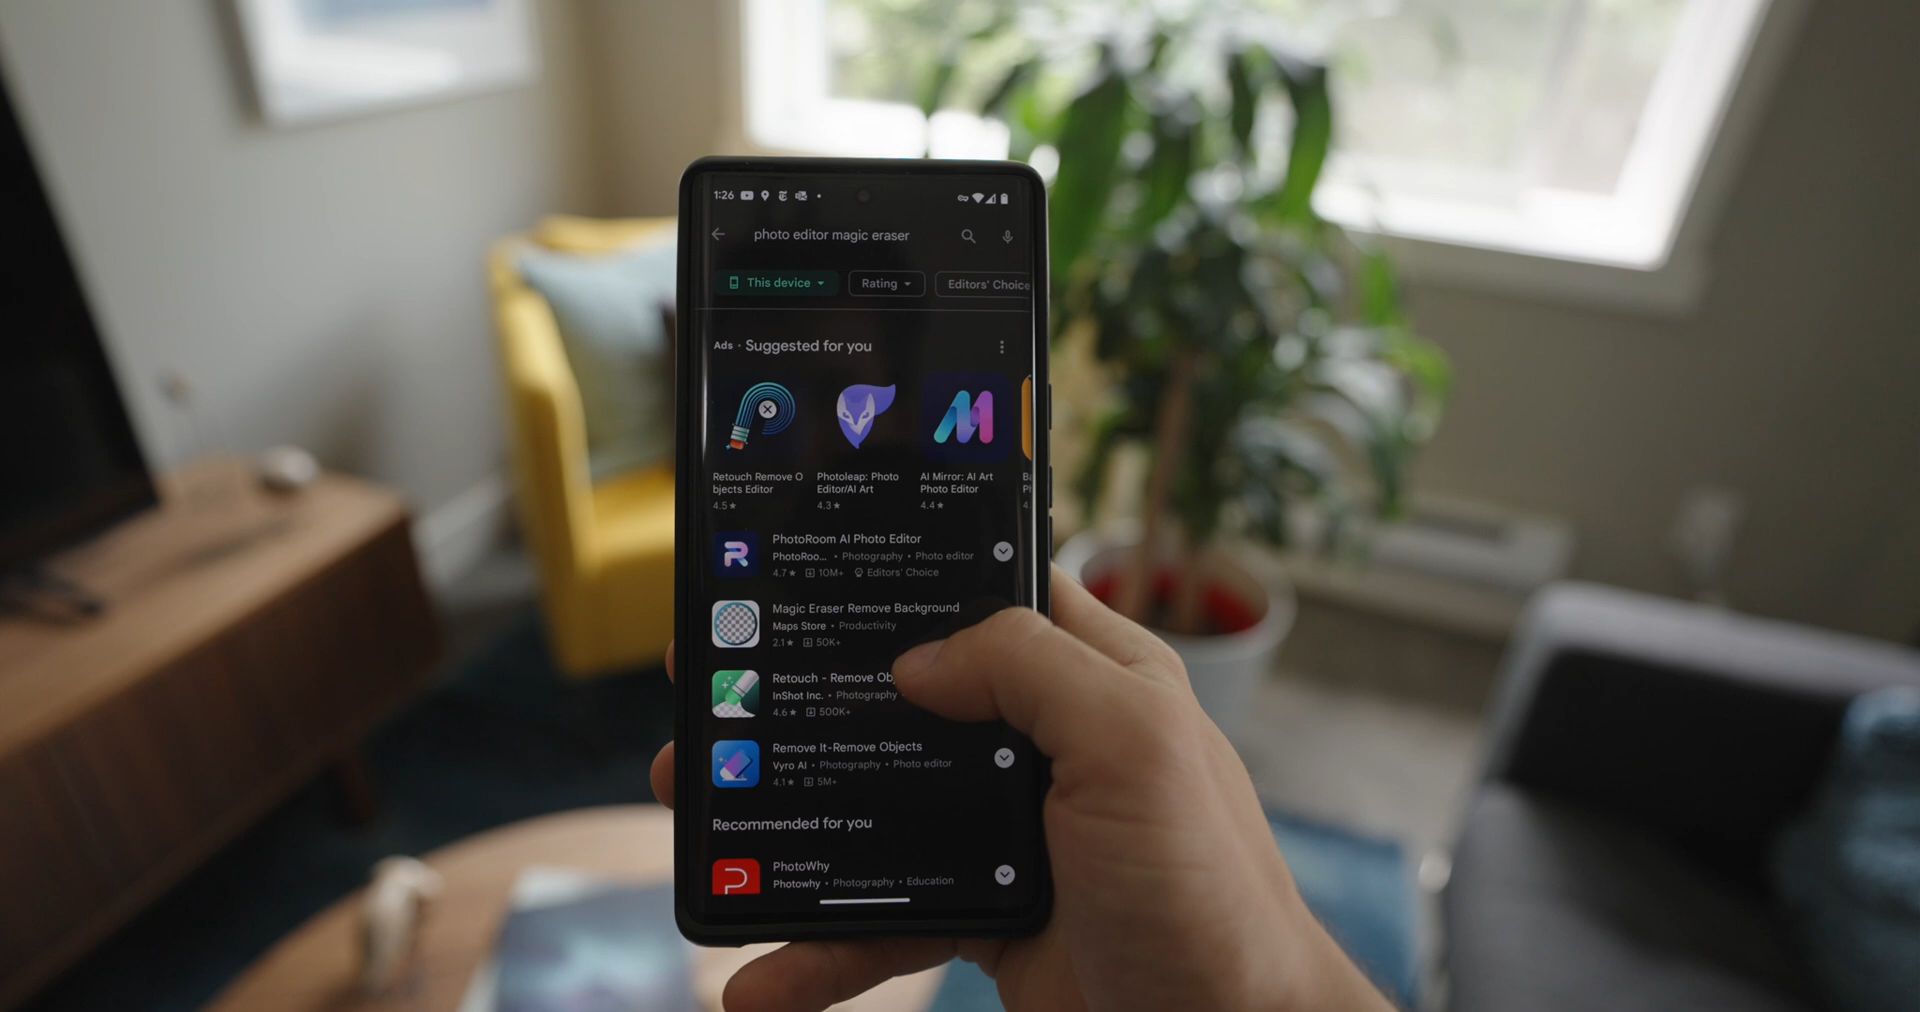 1:26
photo editor magic eraser
This device Rating Editors' Choice
Ads · Suggested for you
Retouch Remove O
bjects Editor
4.5★
Photoleap: Photo
Editor/AI Art
4.3★
AI Mirror: AI Art
Photo Editor
4.4★
4.
PhotoRoom AI Photo Editor
PhotoRoo... • Photography • Photo editor
4.7★ 10M+ Editors' Choice
Magic Eraser Remove Background
Maps Store • Productivity
2.1★ 50K+
Retouch - Remove Ob
InShot Inc. • Photography
4.6★ 500K+
Remove It-Remove Objects
Vyro AI • Photography • Photo editor
4.1★ 5M+
Recommended for you
PhotoWhy
Photowhy • Photography • Education